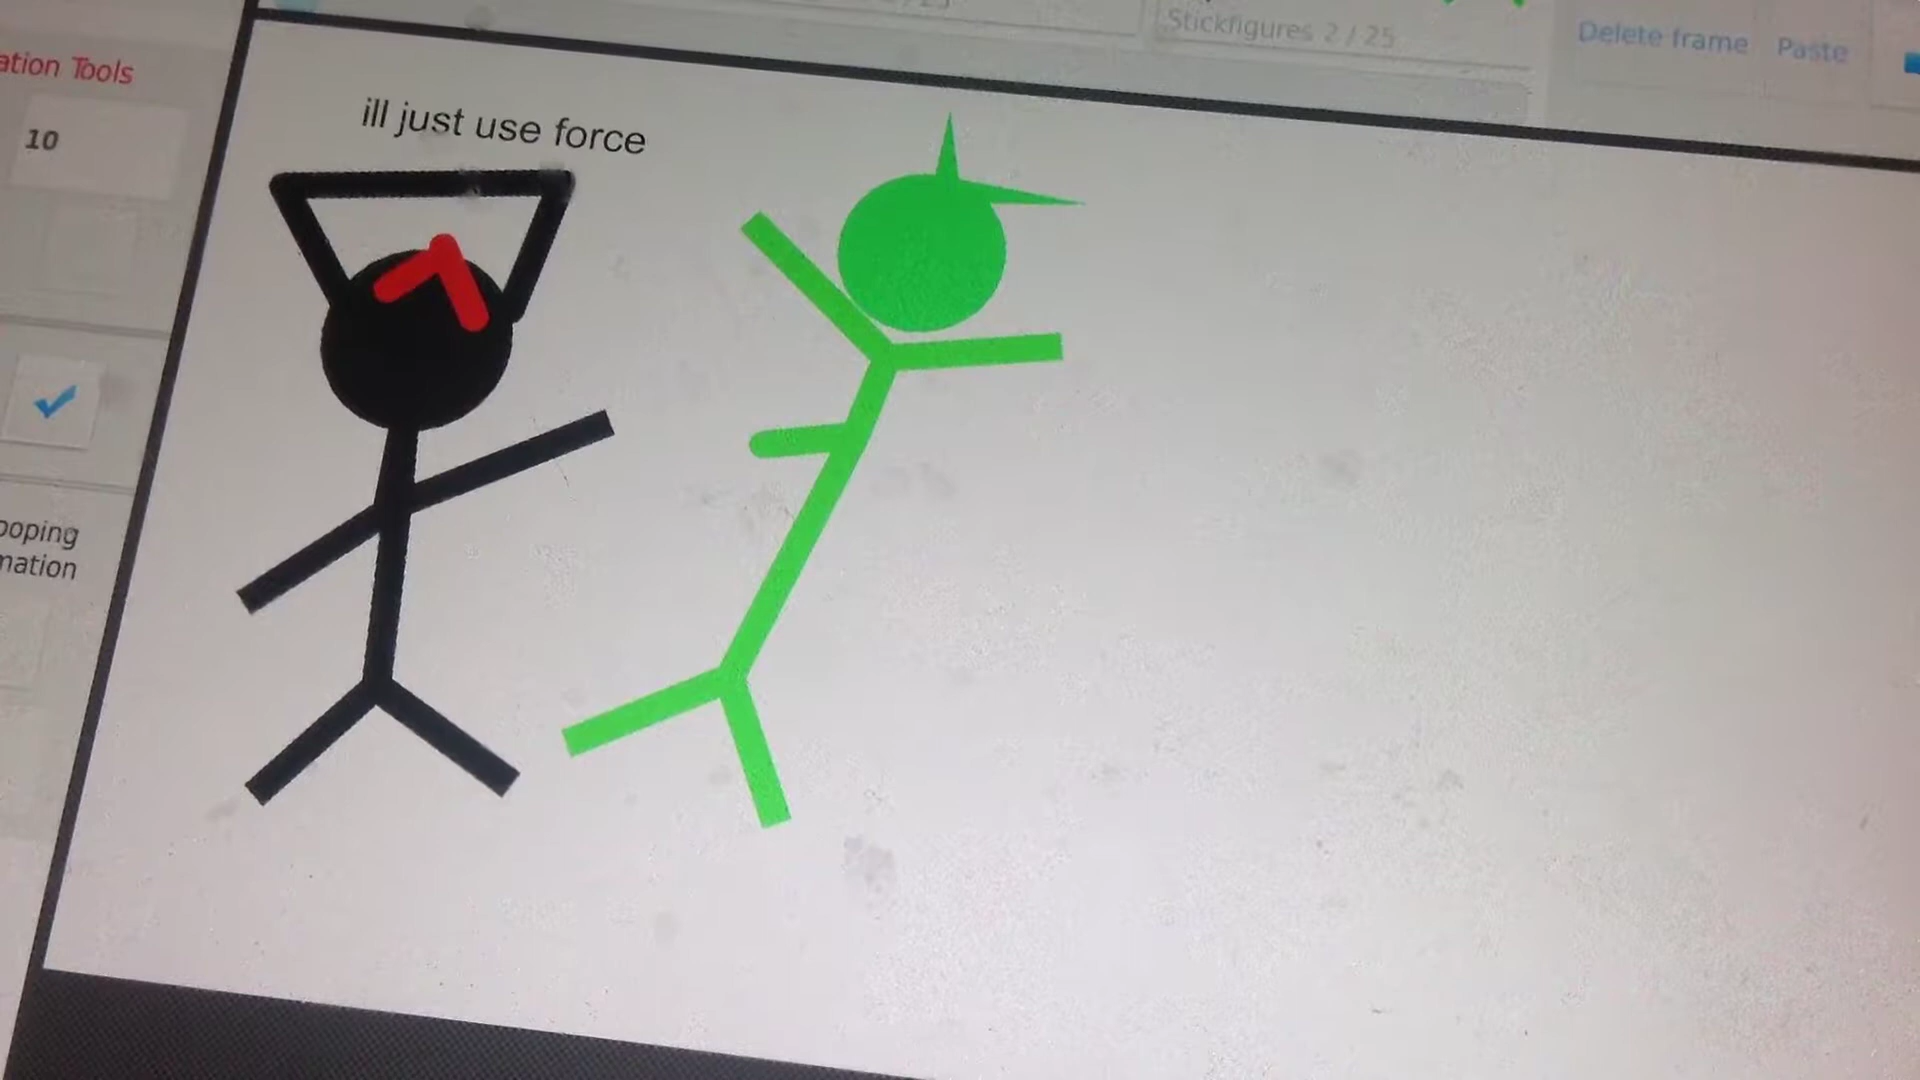 Stickfigures 2 / 25
Delete frame
Paste
ation Tools
10
ill just use force
ooping
mation